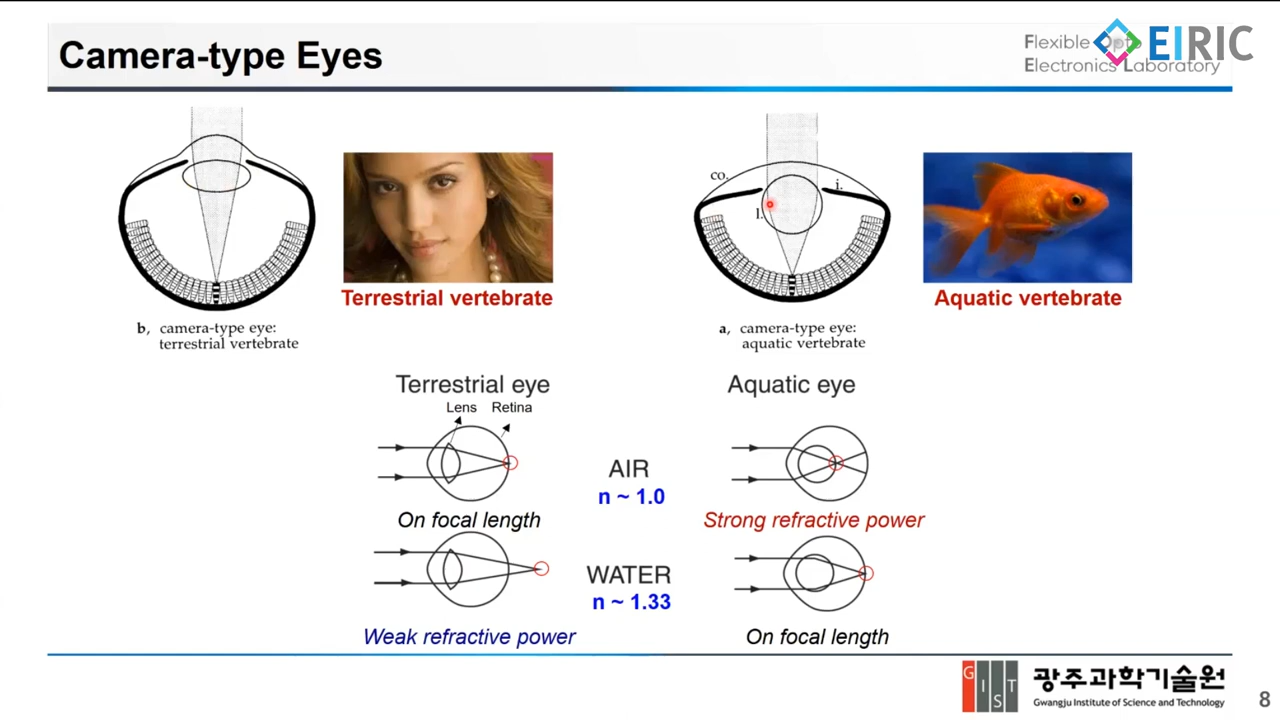 Camera-type Eyes
Flexible Opto
Electronics Laboratory
EIRIC
co.
i.
l.
Terrestrial vertebrate
Aquatic vertebrate
b, camera-type eye:
terrestrial vertebrate
a, camera-type eye:
aquatic vertebrate
Terrestrial eye
Aquatic eye
Lens
Retina
AIR
n ~ 1.0
On focal length
Strong refractive power
WATER
n ~ 1.33
Weak refractive power
On focal length
GIST
광주과학기술원
Gwangju Institute of Science and Technology
8